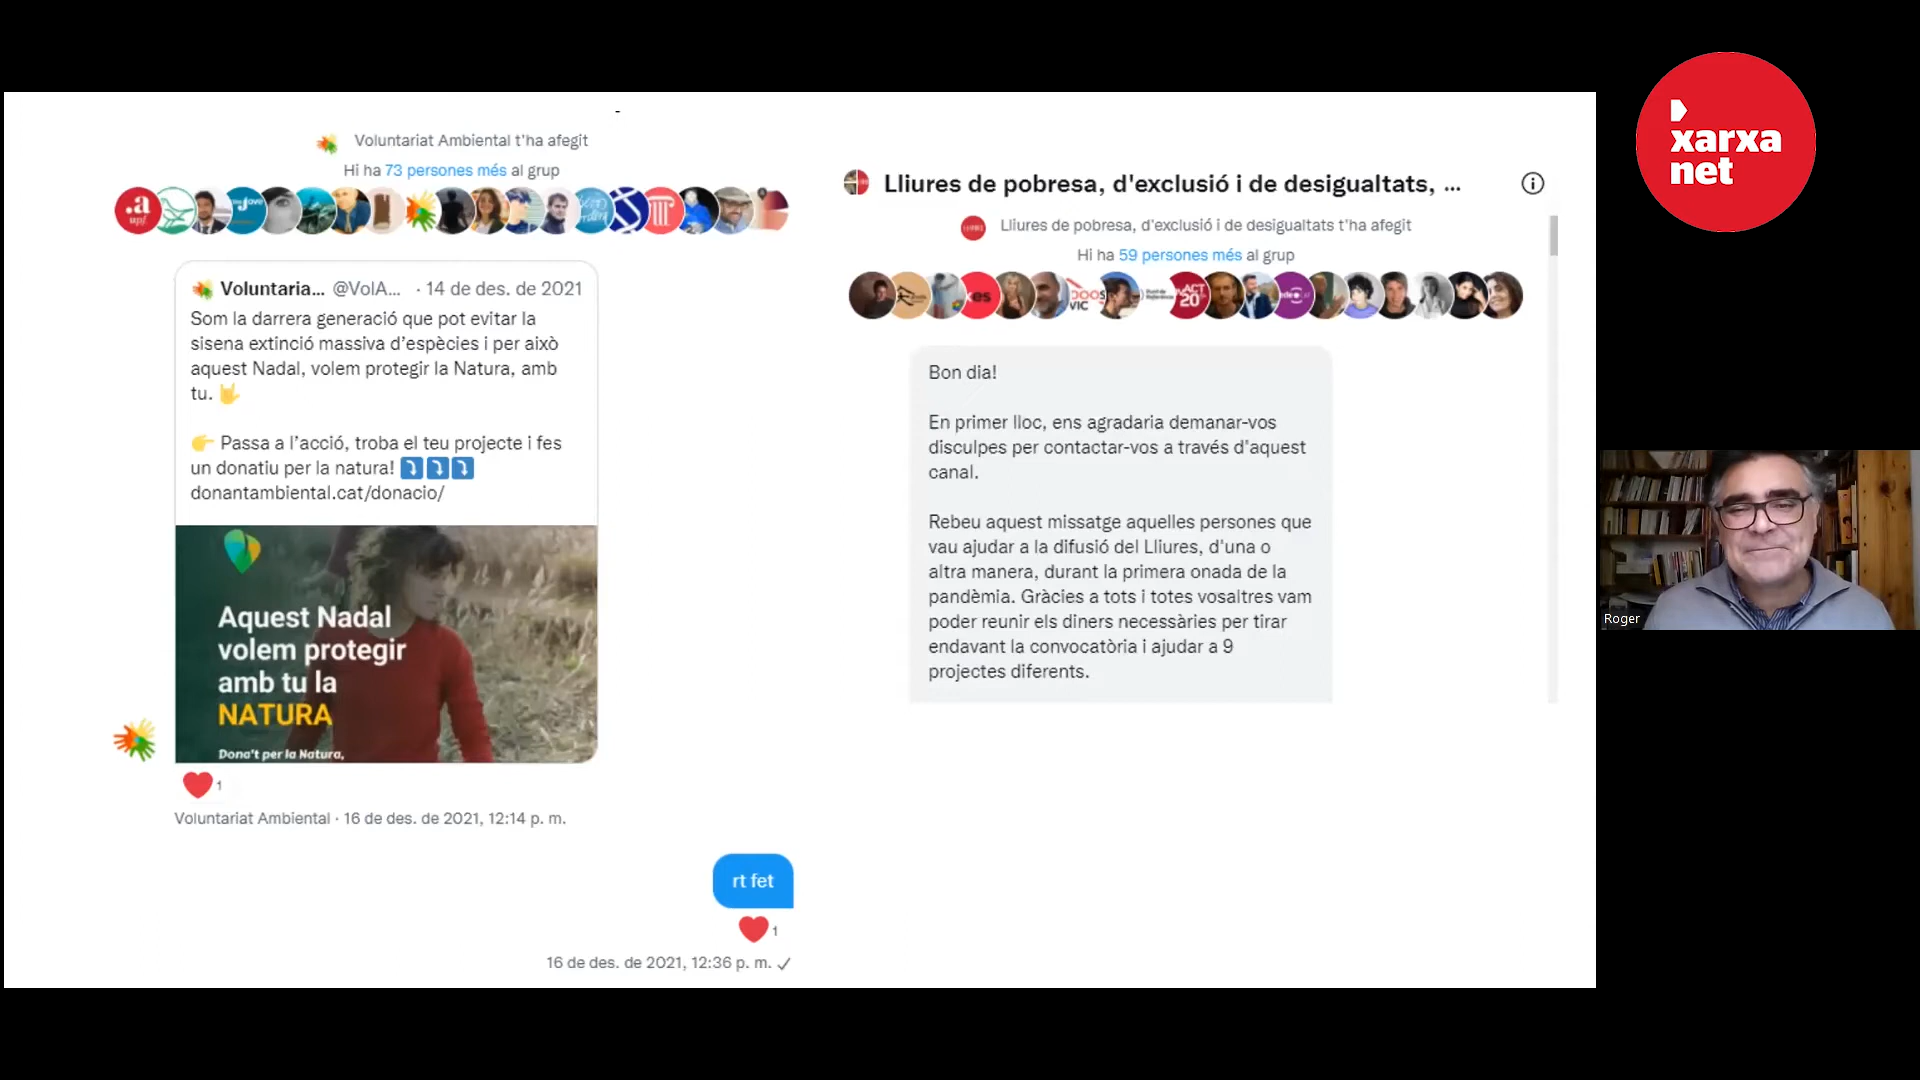 Voluntariat Ambiental t'ha afegit
Hi ha 73 persones més al grup
.a
upf.
Jove
Voluntaria... @VolA... · 14 de des. de 2021
Som la darrera generació que pot evitar la
sisena extinció massiva d'espècies i per això
aquest Nadal, volem protegir la Natura, amb
tu. 🤟
👉 Passa a l'acció, troba el teu projecte i fes
un donatiu per la natura! ⤵️⤵️⤵️
donantambiental.cat/donacio/
Aquest Nadal
volem protegir
amb tu la
NATURA
Dona't per la Natura,
❤️ 1
Voluntariat Ambiental · 16 de des. de 2021, 12:14 p. m.
rt fet
❤️ 1
16 de des. de 2021, 12:36 p. m. ✓
Lliures de pobresa, d'exclusió i de desigualtats, ...
Lliures de pobresa, d'exclusió i de desigualtats t'ha afegit
Hi ha 59 persones més al grup
xes
VIC
ACT
20
Bon dia!
En primer lloc, ens agradaria demanar-vos
disculpes per contactar-vos a través d'aquest
canal.
Rebeu aquest missatge aquelles persones que
vau ajudar a la difusió del Lliures, d'una o
altra manera, durant la primera onada de la
pandèmia. Gràcies a tots i totes vosaltres vam
poder reunir els diners necessàries per tirar
endavant la convocatòria i ajudar a 9
projectes diferents.
xarxa
net
Roger